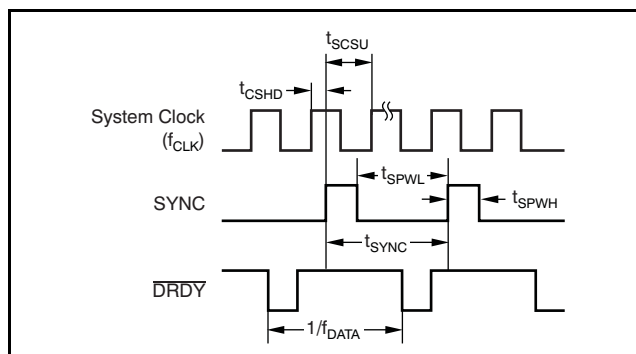 tSCSU
tCSHD
System Clock
(fCLK)
tSPWL
SYNC
tSPWH
tSYNC
DRDY
1/fDATA